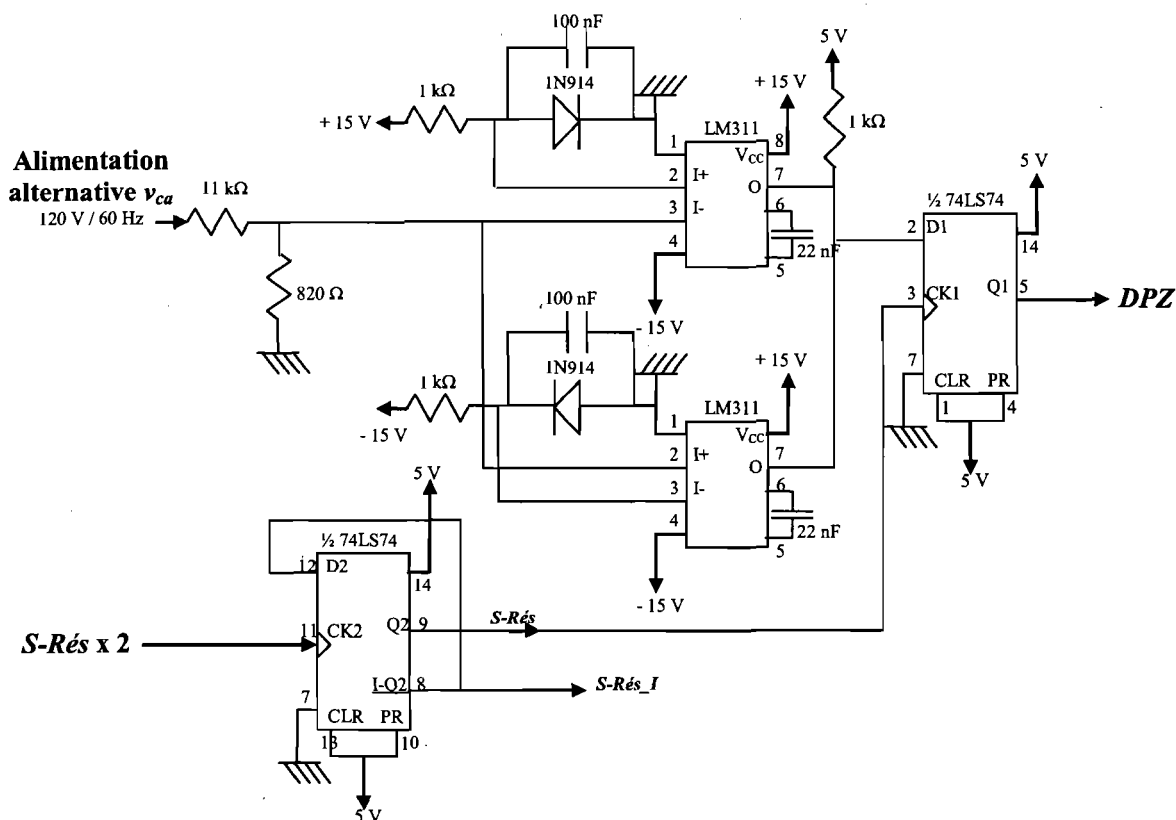 100 nF
1N914
1 kΩ
+ 15 V
5 V
+ 15 V
1 kΩ
LM311
1
2
3
4
I+
I-
V_CC
O
8
7
6
5
22 nF
- 15 V
Alimentation
alternative v_ca
120 V / 60 Hz
11 kΩ
820 Ω
100 nF
1N914
1 kΩ
- 15 V
+ 15 V
LM311
1
2
3
4
I+
I-
V_CC
O
8
7
6
5
22 nF
- 15 V
5 V
½ 74LS74
2
D1
14
3
CK1
Q1
5
DPZ
7
CLR
PR
1
4
5 V
5 V
½ 74LS74
12
D2
14
S-Rés x 2
11
CK2
Q2
9
S-Rés
I-Q2
8
S-Rés_I
7
CLR
PR
13
10
5 V